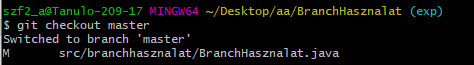 szf2_a@Tanulo-209-17 MINGW64 ~/Desktop/aa/BranchHasznalat (exp)
$ git checkout master
Switched to branch 'master'
M       src/branchhasznalat/BranchHasznalat.java